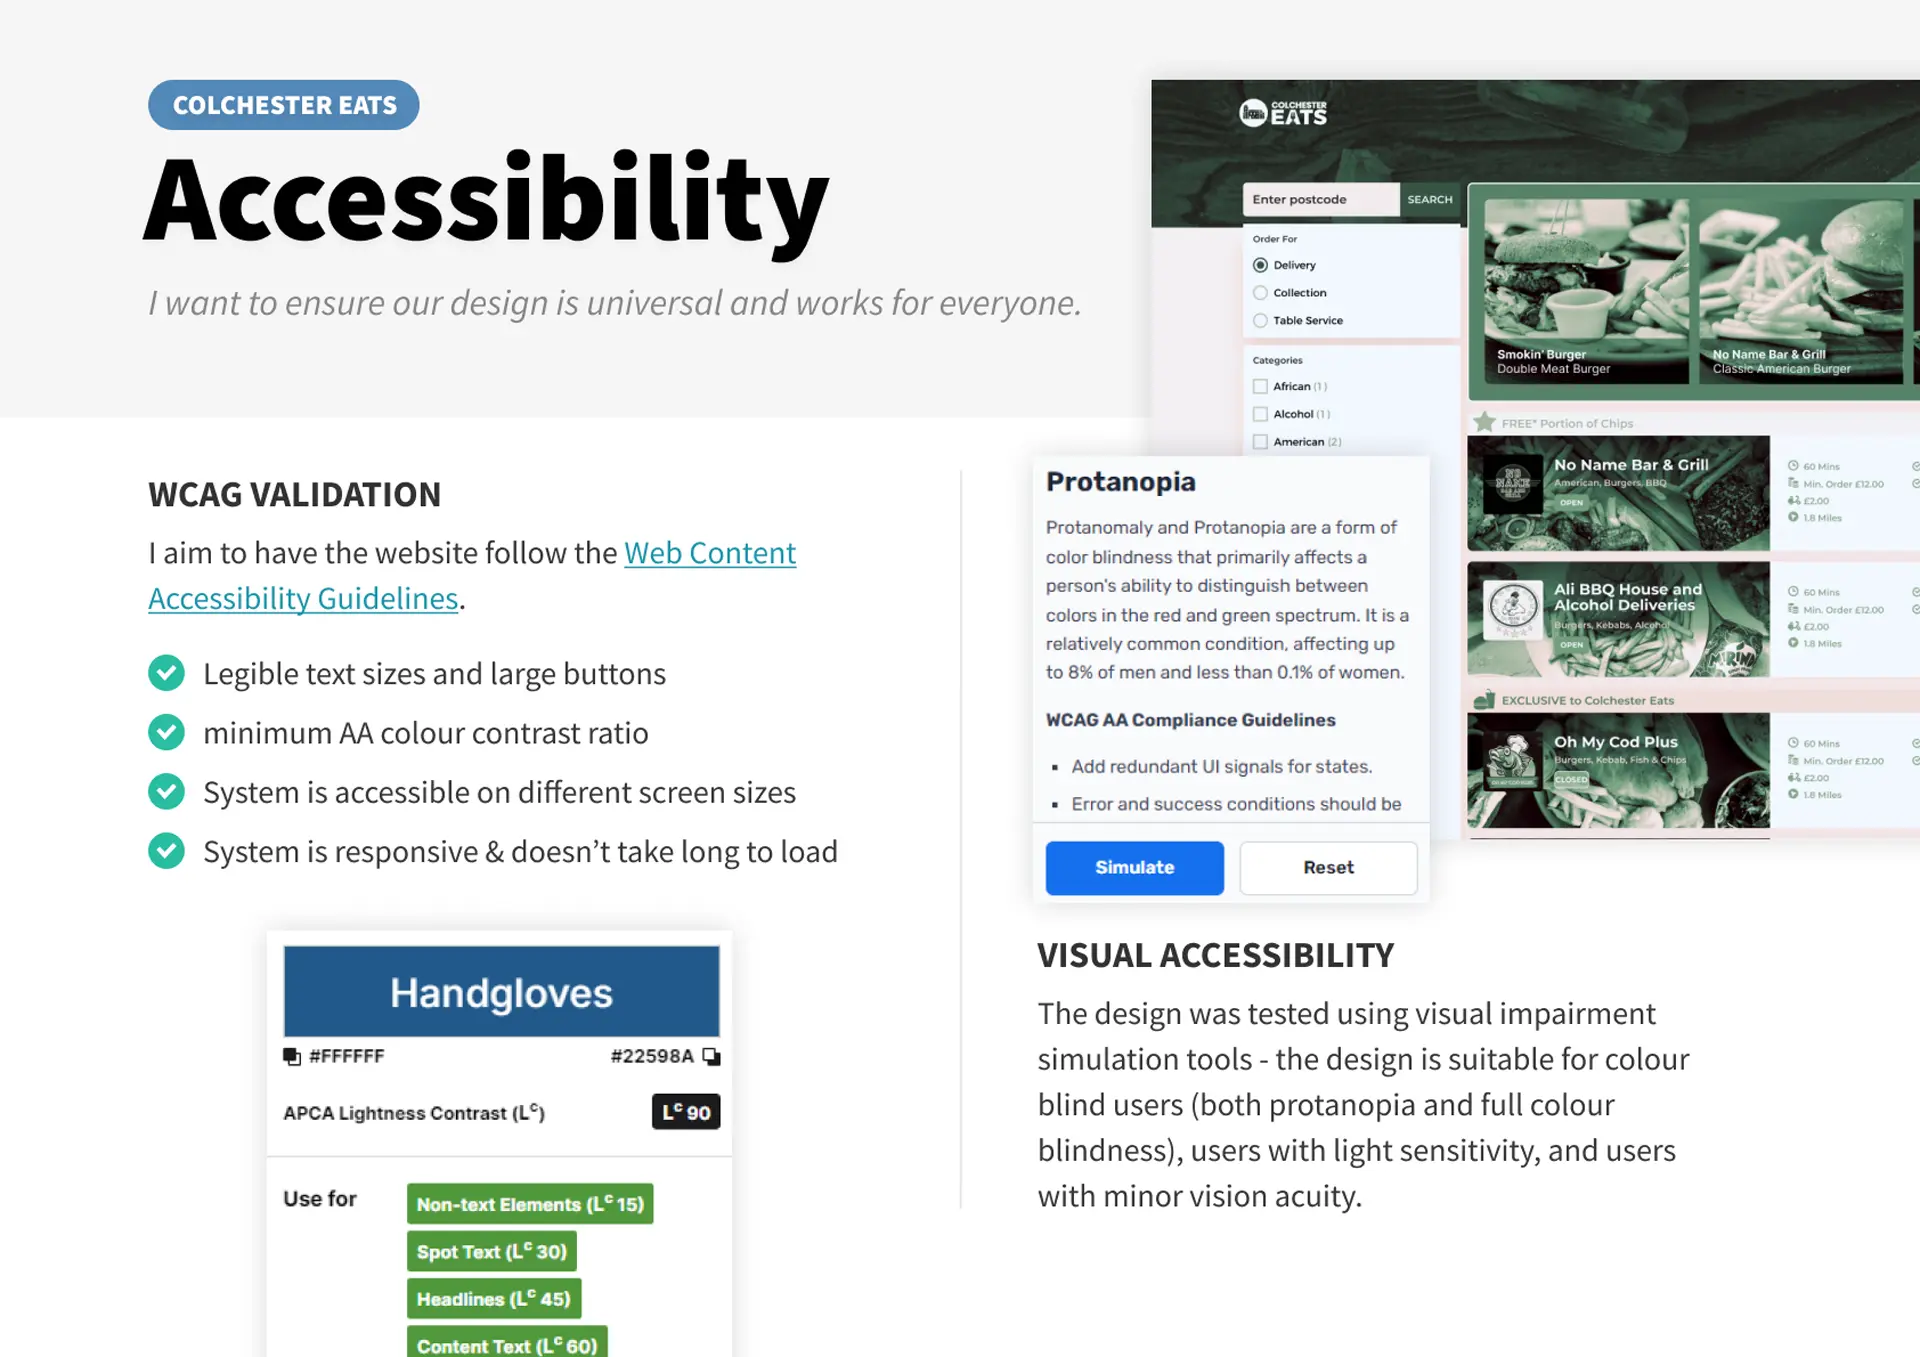 COLCHESTER EATS
Accessibility
I want to ensure our design is universal and works for everyone.
WCAG VALIDATION
I aim to have the website follow the Web Content
Accessibility Guidelines.
Legible text sizes and large buttons
minimum AA colour contrast ratio
System is accessible on different screen sizes
System is responsive & doesn’t take long to load
Handgloves
#FFFFFF
#22598A
APCA Lightness Contrast (Lc)
Lc 90
Use for
Non-text Elements (Lc 15)
Spot Text (Lc 30)
Headlines (Lc 45)
Content Text (Lc 60)
COLCHESTER
EATS
Enter postcode
SEARCH
Order For
Delivery
Collection
Table Service
Categories
African (1)
Alcohol (1)
American (2)
Smokin' Burger
Double Meat Burger
No Name Bar & Grill
Classic American Burger
FREE* Portion of Chips
NO
NAME
No Name Bar & Grill
American, Burgers, BBQ
OPEN
60 Mins
Min. Order £12.00
£2.00
1.8 Miles
Ali BBQ House and
Alcohol Deliveries
Burgers, Kebabs, Alcohol
OPEN
60 Mins
Min. Order £12.00
£2.00
1.8 Miles
EXCLUSIVE to Colchester Eats
Oh My Cod Plus
Burgers, Kebab, Fish & Chips
CLOSED
60 Mins
Min. Order £12.00
£2.00
1.8 Miles
Protanopia
Protanomaly and Protanopia are a form of
color blindness that primarily affects a
person's ability to distinguish between
colors in the red and green spectrum. It is a
relatively common condition, affecting up
to 8% of men and less than 0.1% of women.
WCAG AA Compliance Guidelines
Add redundant UI signals for states.
Error and success conditions should be
Simulate
Reset
VISUAL ACCESSIBILITY
The design was tested using visual impairment
simulation tools - the design is suitable for colour
blind users (both protanopia and full colour
blindness), users with light sensitivity, and users
with minor vision acuity.